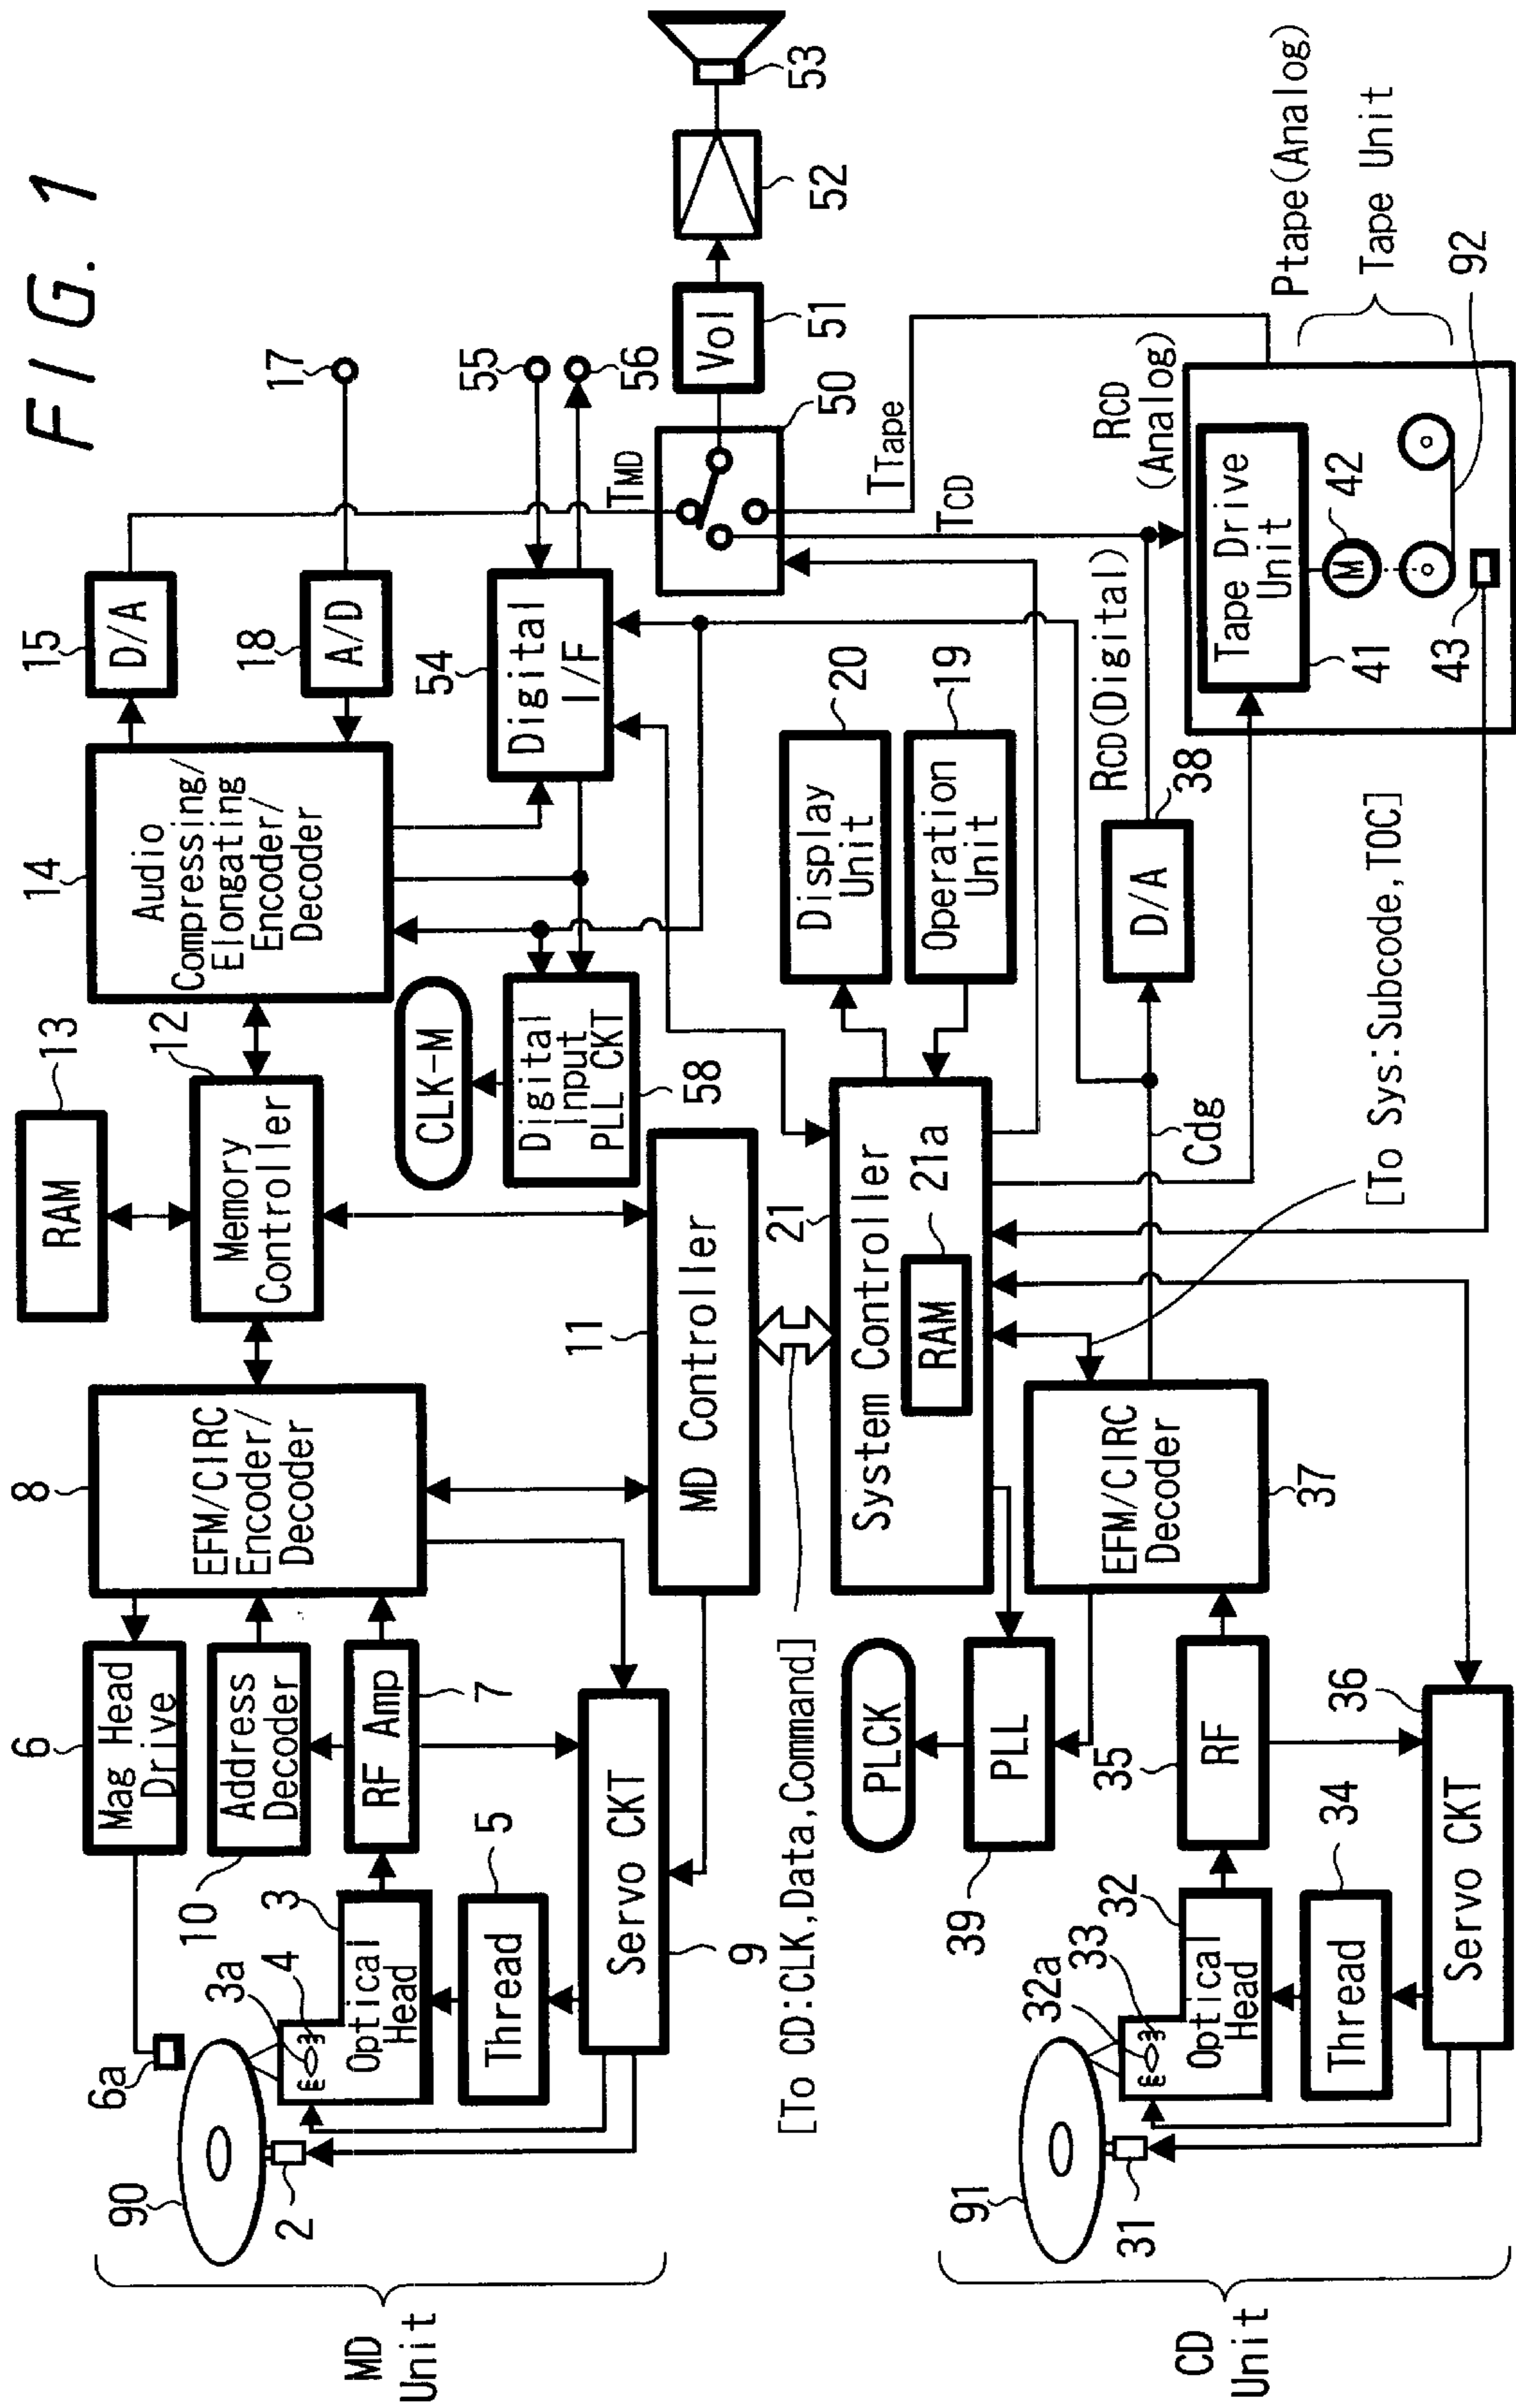 FIG. 1
13
RAM
12
Memory
Controller
14
Audio
Compressing/
Elongating
Encoder/
Decoder
15
D/A
17
18
A/D
8
EFM/CIRC
Encoder/
Decoder
6
Mag Head
Drive
6a
10
Address
Decoder
RF Amp
7
3
3a
4
Optical
Head
5
Thread
Servo CKT
9
90
2
MD
Unit
11
MD Controller
CLK-M
Digital
Input
PLL CKT
58
54
Digital
I/F
55
56
TMD
50
TTape
TCD
Vol
51
52
53
[To CD:CLK,Data,Command]
21
System Controller
RAM
21a
Display
Unit
20
Operation
Unit
19
PLCK
PLL
39
EFM/CIRC
Decoder
37
Cdg
[To Sys:Subcode,TOC]
D/A
38
RCD(Digital)
RCD
(Analog)
Ptape(Analog)
Tape Unit
Tape Drive
Unit
41
M
42
43
92
35
RF
32
32a
33
Optical
Head
34
Thread
36
Servo CKT
91
31
CD
Unit